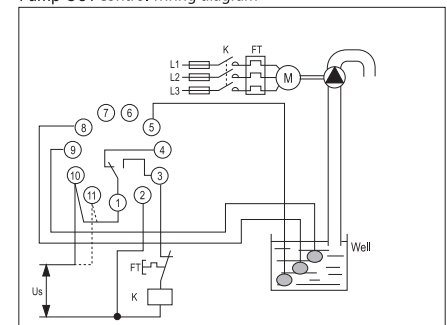 Pump OUT control wiring diagram
K FT
L1
L2
L3
M
7 6
8 5
9 4
10 3
11 2
1
Well
FT
Us
K